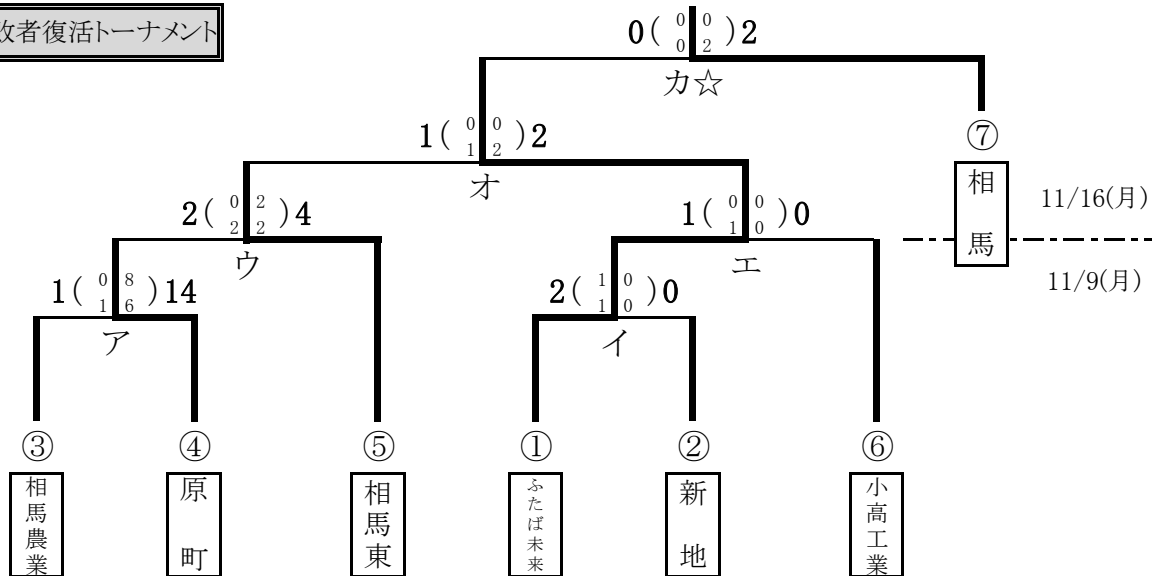 敗者復活トーナメント
0( 0 0 )2
0 2
カ☆
1( 0 0 )2
1 2
オ
⑦
相馬
11/16(月)
2( 0 2 )4
2 2
ウ
1( 0 0 )0
1 0
エ
11/9(月)
1( 0 8 )14
1 6
ア
2( 1 0 )0
1 0
イ
③
④
⑤
①
②
⑥
相馬農業
原町
相馬東
ふたば未来
新地
小高工業